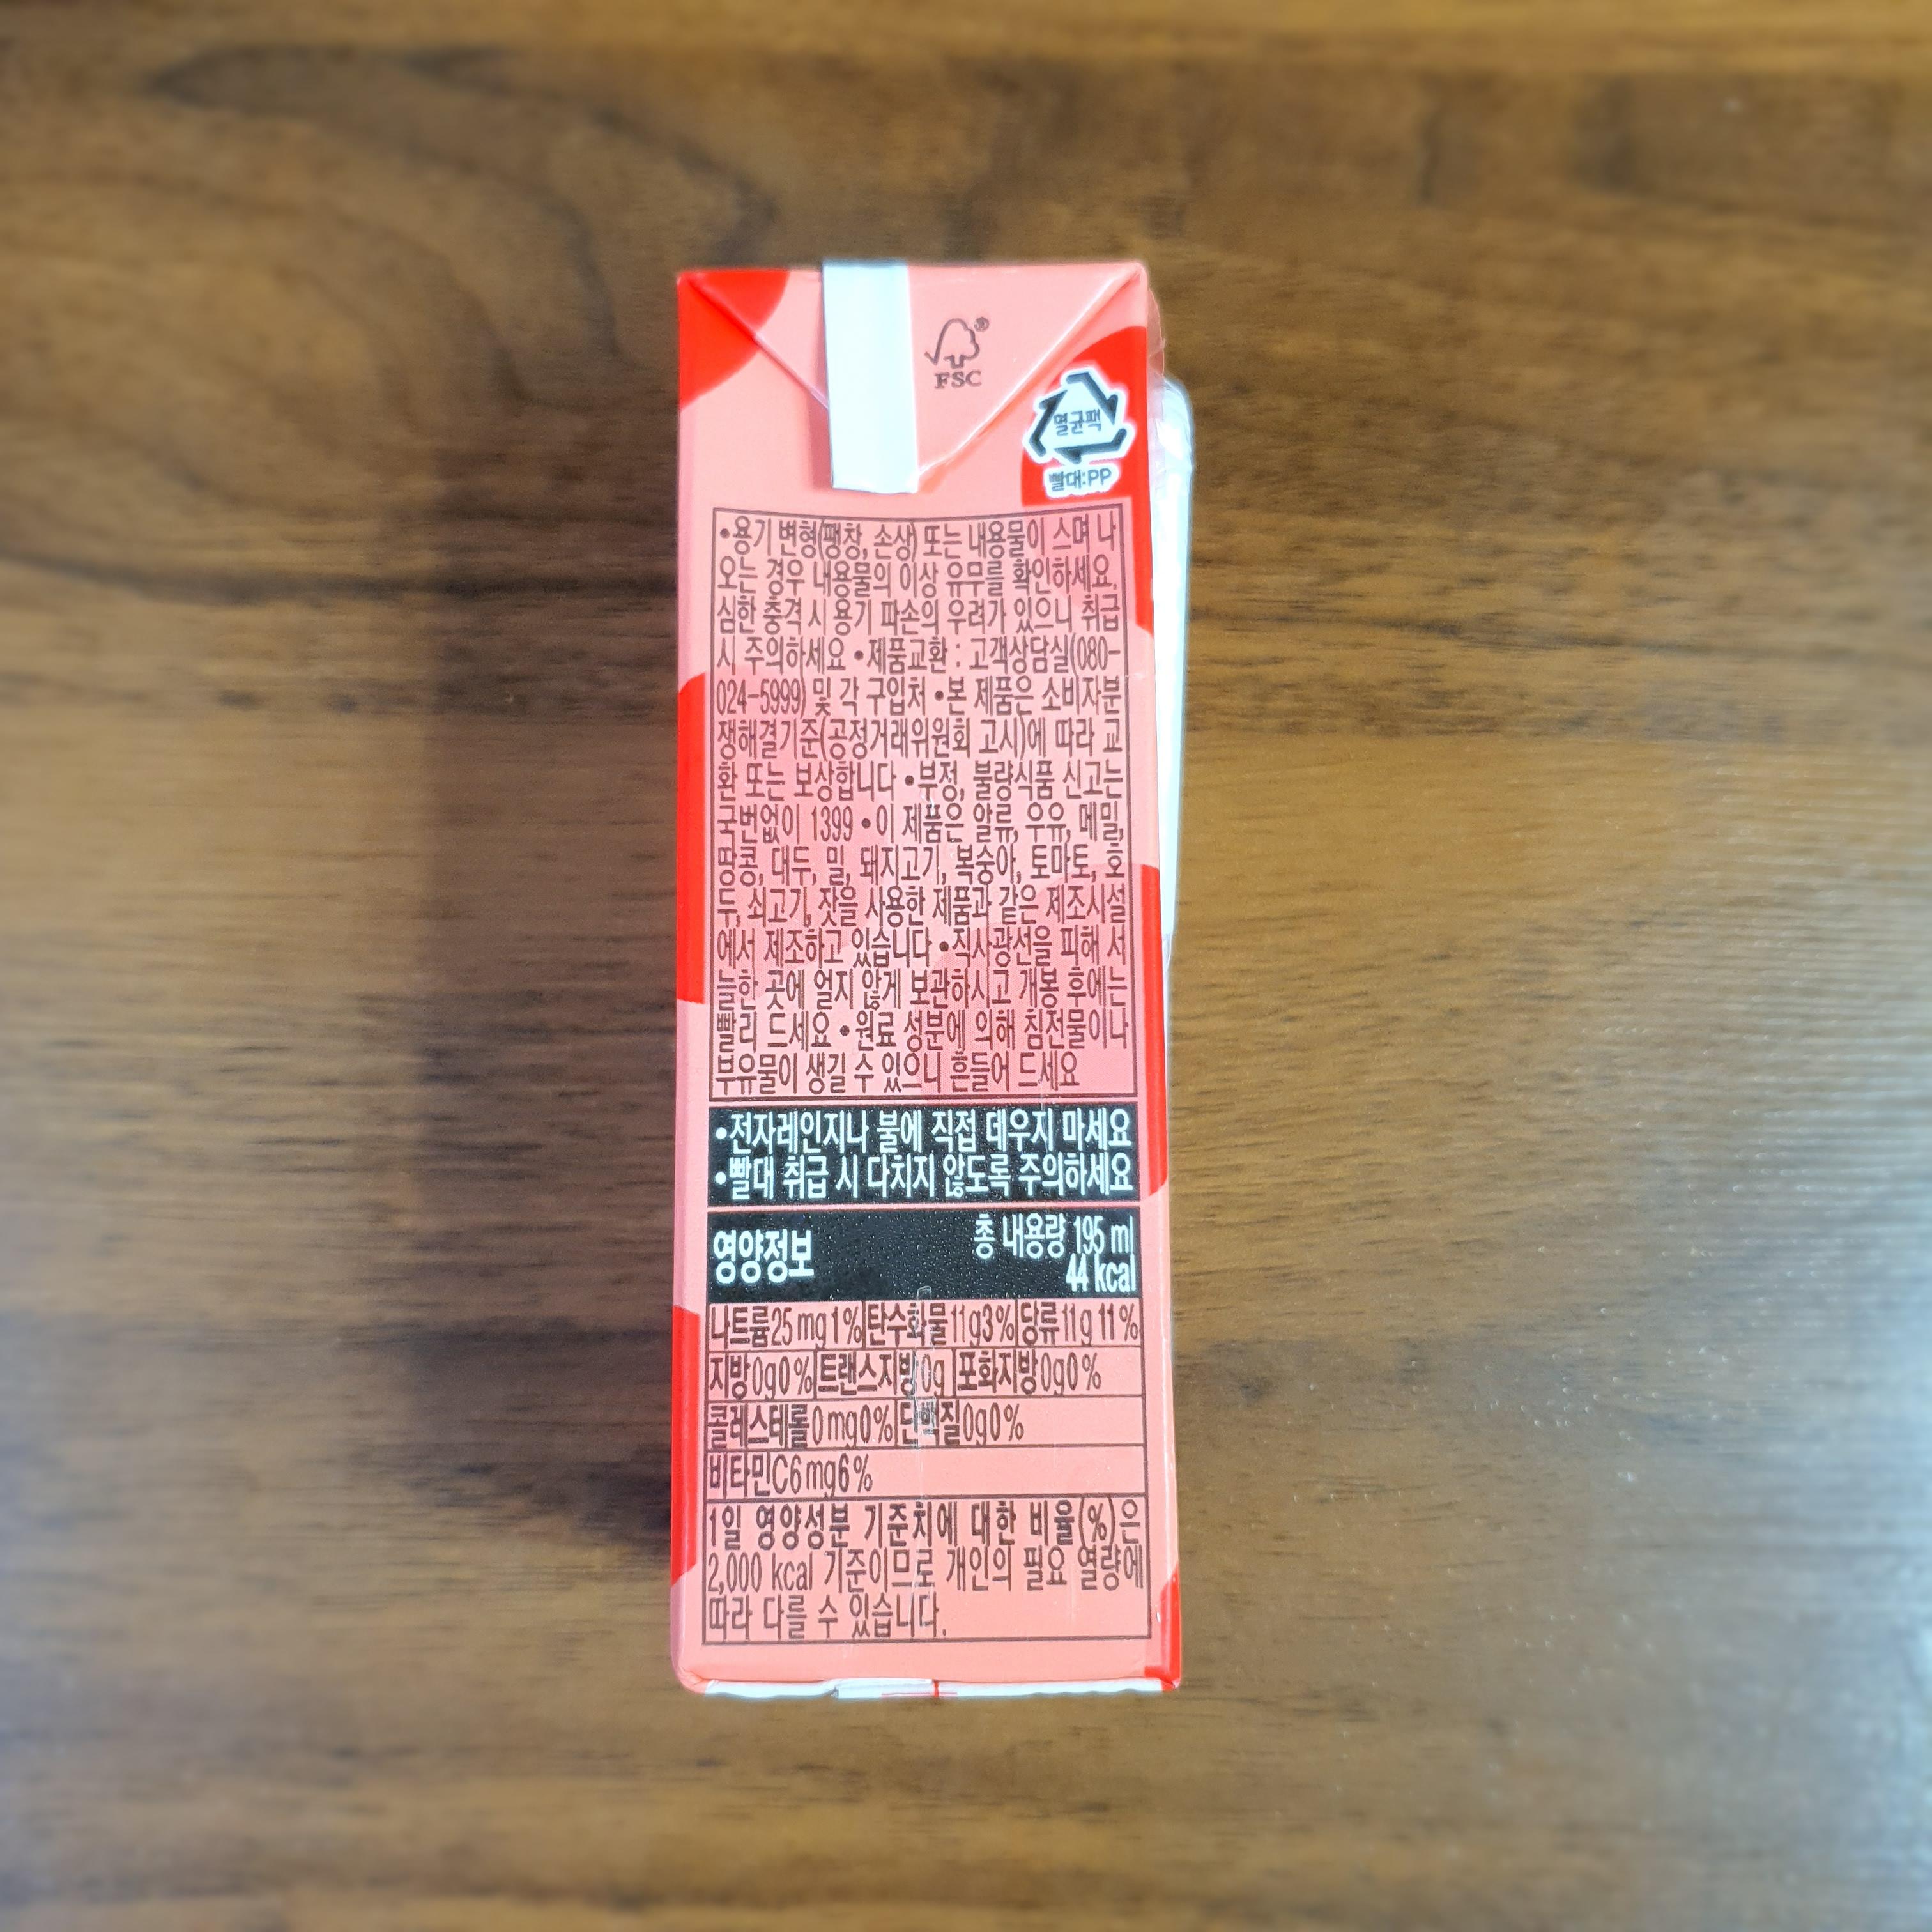 FSC®
멸균팩
빨대:PP
•용기 변형(팽창, 손상) 또는 내용물이 스며 나
오는 경우 내용물의 이상 유무를 확인하세요.
심한 충격 시 용기 파손의 우려가 있으니 취급
시 주의하세요 •제품교환 : 고객상담실(080-
024-5999) 및 각 구입처 •본 제품은 소비자분
쟁해결기준(공정거래위원회 고시)에 따라 교
환 또는 보상합니다 •부정, 불량식품 신고는
국번없이 1399 •이 제품은 알류, 우유, 메밀,
땅콩, 대두, 밀, 돼지고기, 복숭아, 토마토, 호
두, 쇠고기, 잣을 사용한 제품과 같은 제조시설
에서 제조하고 있습니다 •직사광선을 피해 서
늘한 곳에 얼지 않게 보관하시고 개봉 후에는
빨리 드세요 •원료 성분에 의해 침전물이나
부유물이 생길 수 있으니 흔들어 드세요
•전자레인지나 불에 직접 데우지 마세요
•빨대 취급 시 다치지 않도록 주의하세요
영양정보 총 내용량 195 ml
44 kcal
나트륨25 mg1%|탄수화물11g3%|당류11g 11%
지방0g0%|트랜스지방0g|포화지방0g0%
콜레스테롤0mg0%|단백질0g0%
비타민C6mg6%
1일 영양성분 기준치에 대한 비율(%)은
2,000 kcal 기준이므로 개인의 필요 열량에
따라 다를 수 있습니다.